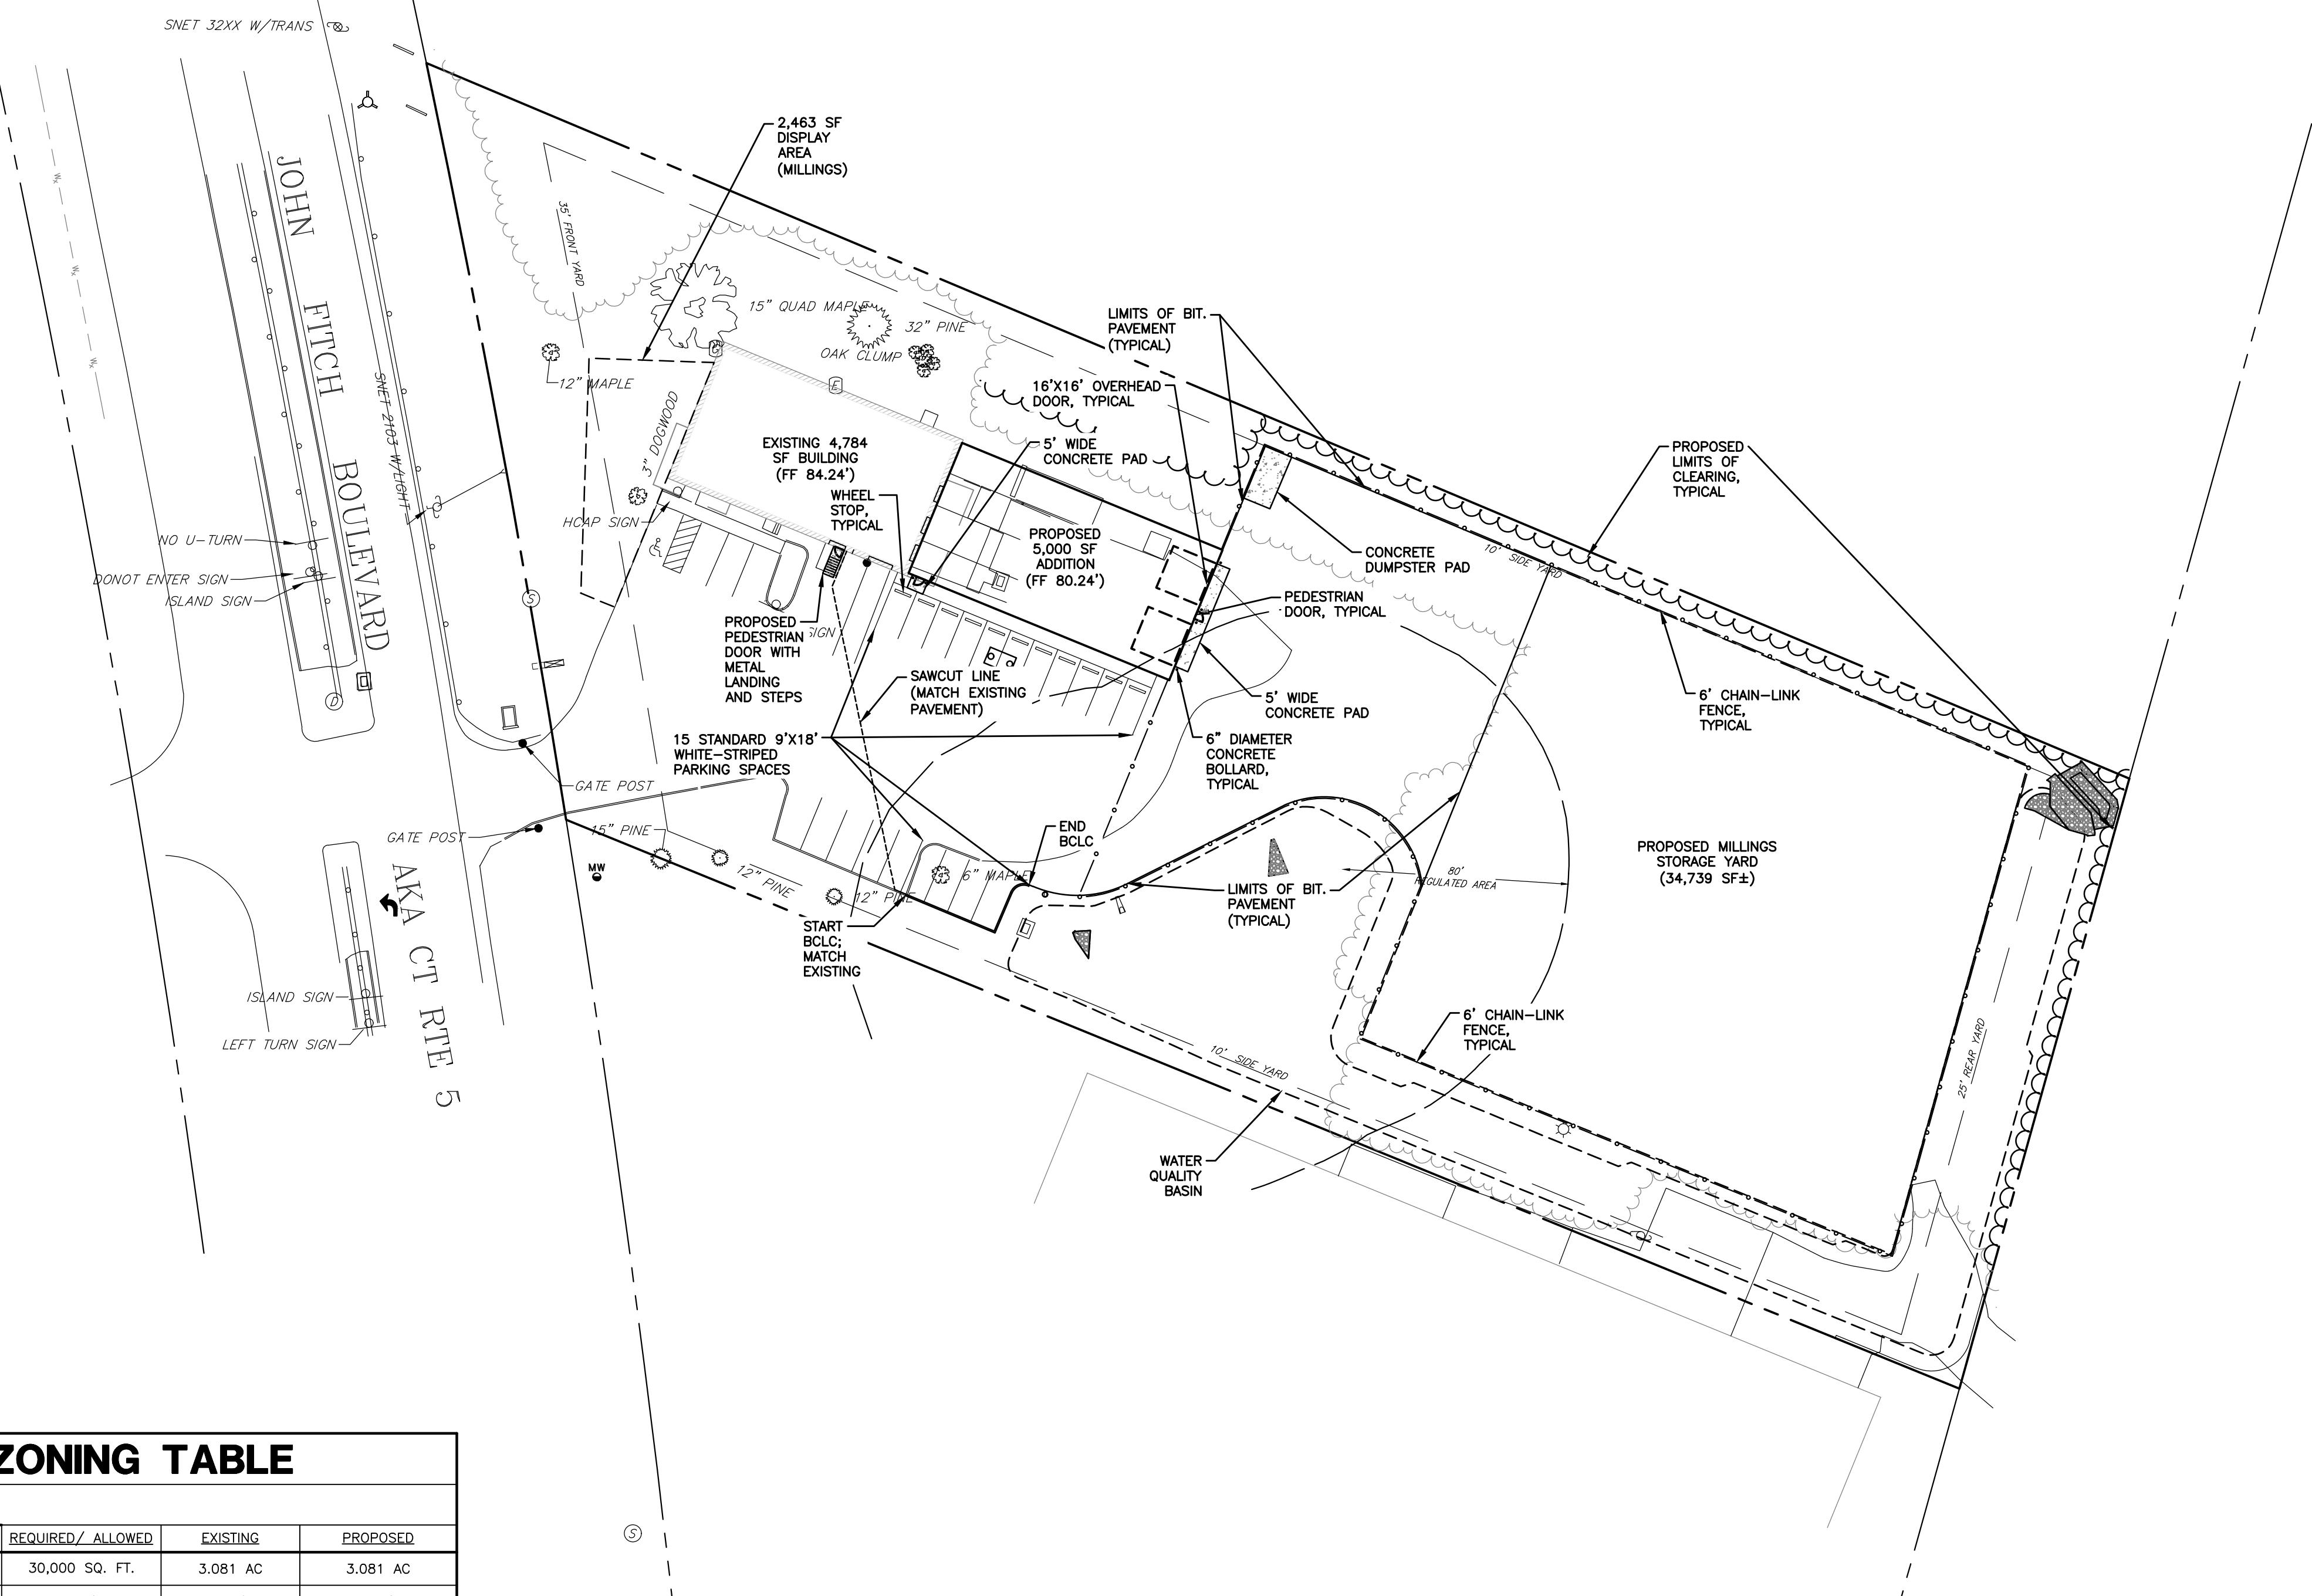 SNET 32XX W/TRANS
2,463 SF
DISPLAY
AREA
(MILLINGS)
JOHN FITCH BOULEVARD
35' FRONT YARD
15" QUAD MAPLE
32" PIN
OAK CLUMP
12" MAPLE
3" DOGWOOD
E
G
LIMITS OF BIT.
PAVEMENT
(TYPICAL)
16'X16' OVERHEAD
DOOR, TYPICAL
5' WIDE
CONCRETE PAD
EXISTING 4,784
SF BUILDING
(FF 84.24')
WHEEL
STOP,
TYPICAL
HCAP SIGN
PROPOSED
5,000 SF
ADDITION
(FF 80.24')
PROPOSED
LIMITS OF
CLEARING,
TYPICAL
CONCRETE
DUMPSTER PAD
10' SIDE YARD
PEDESTRIAN
DOOR, TYPICAL
SNET 2103 W/LIGHT
NO U-TURN
DONOT ENTER SIGN
ISLAND SIGN
S
D
PROPOSED
PEDESTRIAN
DOOR WITH
METAL
LANDING
AND STEPS
SIGN
SAWCUT LINE
(MATCH EXISTING
PAVEMENT)
5' WIDE
CONCRETE PAD
6' CHAIN-LINK
FENCE,
TYPICAL
15 STANDARD 9'X18'
WHITE-STRIPED
PARKING SPACES
6" DIAMETER
CONCRETE
BOLLARD,
TYPICAL
GATE POST
GATE POST
15" PINE
12" PINE
12" PINE
6" MAPLE
MW
END
BCLC
START
BCLC;
MATCH
EXISTING
LIMITS OF BIT.
PAVEMENT
(TYPICAL)
80'
REGULATED AREA
PROPOSED MILLINGS
STORAGE YARD
(34,739 SF±)
AKA CT RTE 5
ISLAND SIGN
LEFT TURN SIGN
6' CHAIN-LINK
FENCE,
TYPICAL
25' REAR YARD
10' SIDE YARD
WATER
QUALITY
BASIN
S
ZONING TABLE
REQUIRED/ ALLOWED EXISTING PROPOSED
30,000 SQ. FT. 3.081 AC 3.081 AC